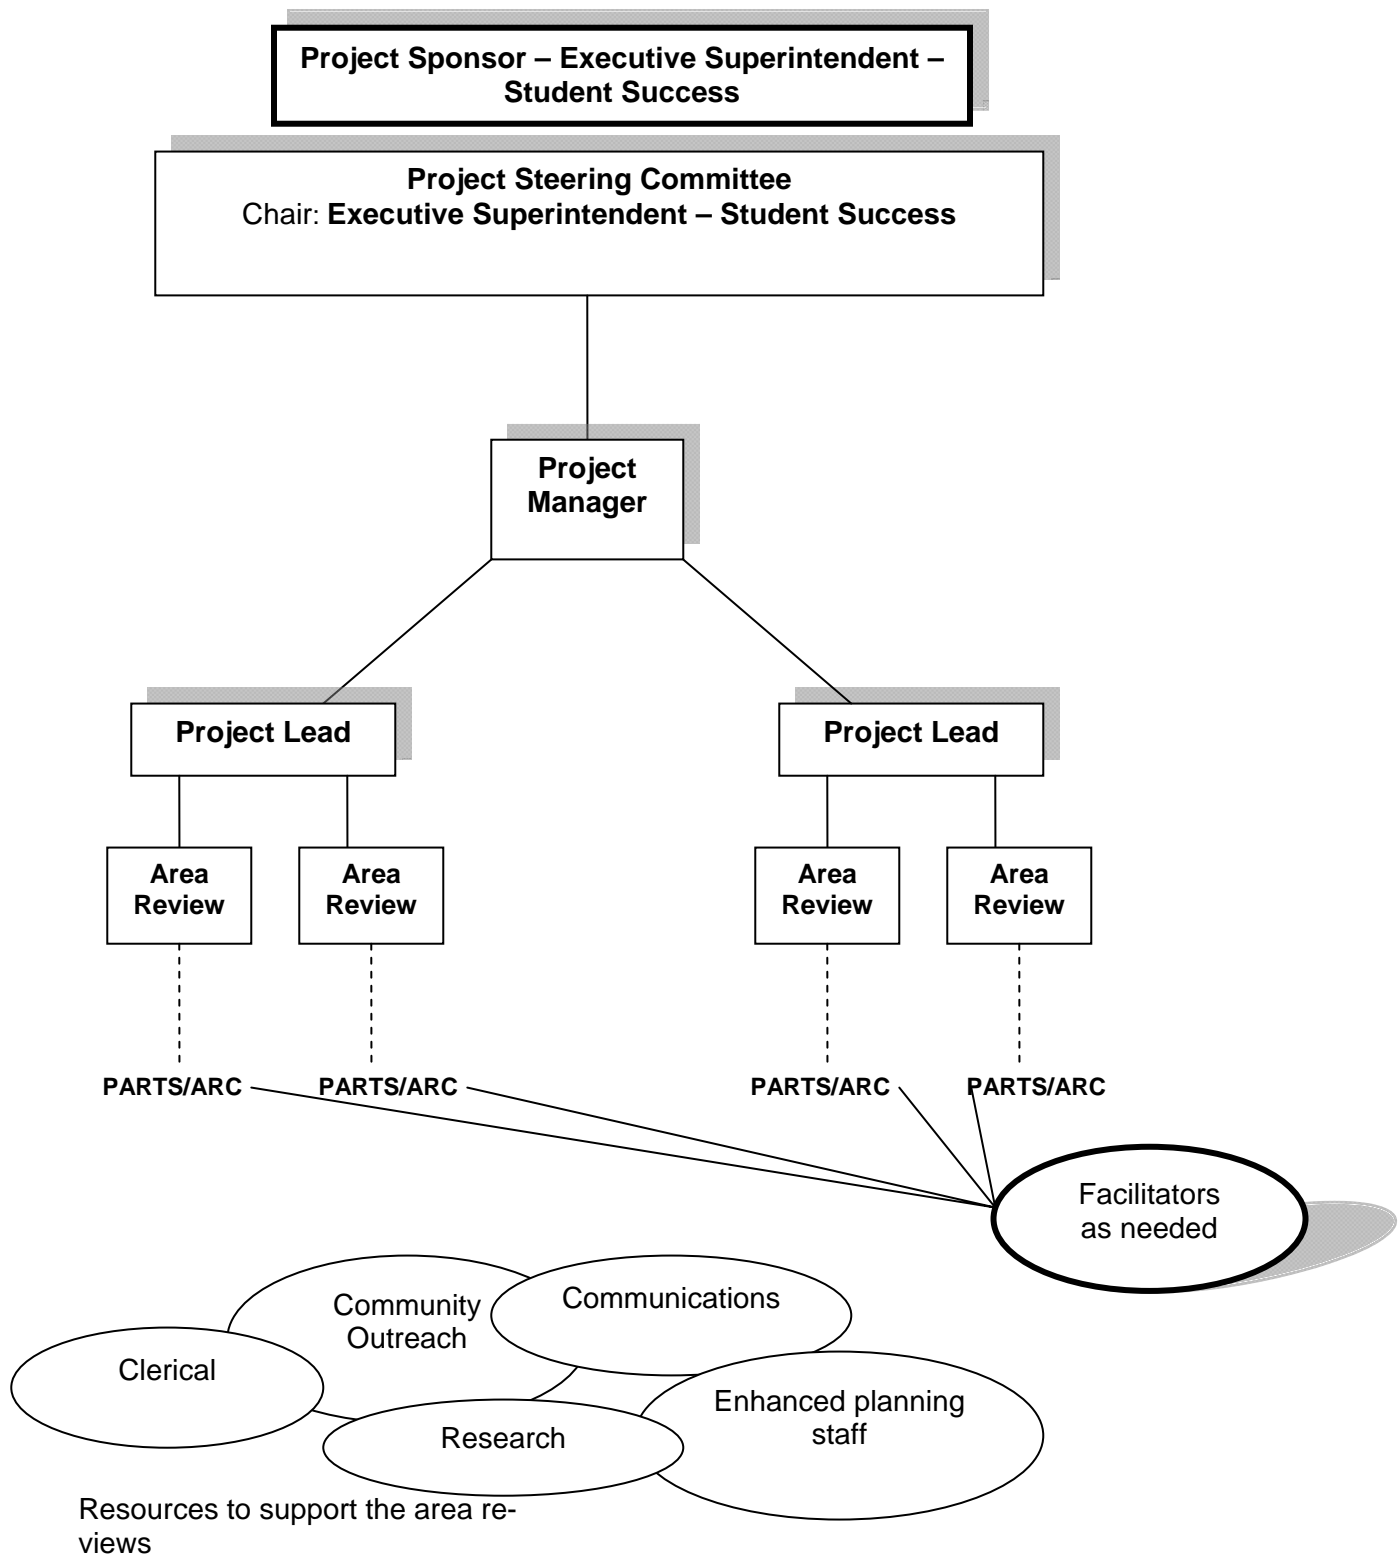 Project Sponsor – Executive Superintendent –
Student Success
Project Steering Committee
Chair: Executive Superintendent – Student Success
Project
Manager
Project Lead
Project Lead
Area
Review
Area
Review
Area
Review
Area
Review
PARTS/ARC
PARTS/ARC
PARTS/ARC
PARTS/ARC
Facilitators
as needed
Community
Outreach
Communications
Clerical
Enhanced planning
staff
Research
Resources to support the area re-
views